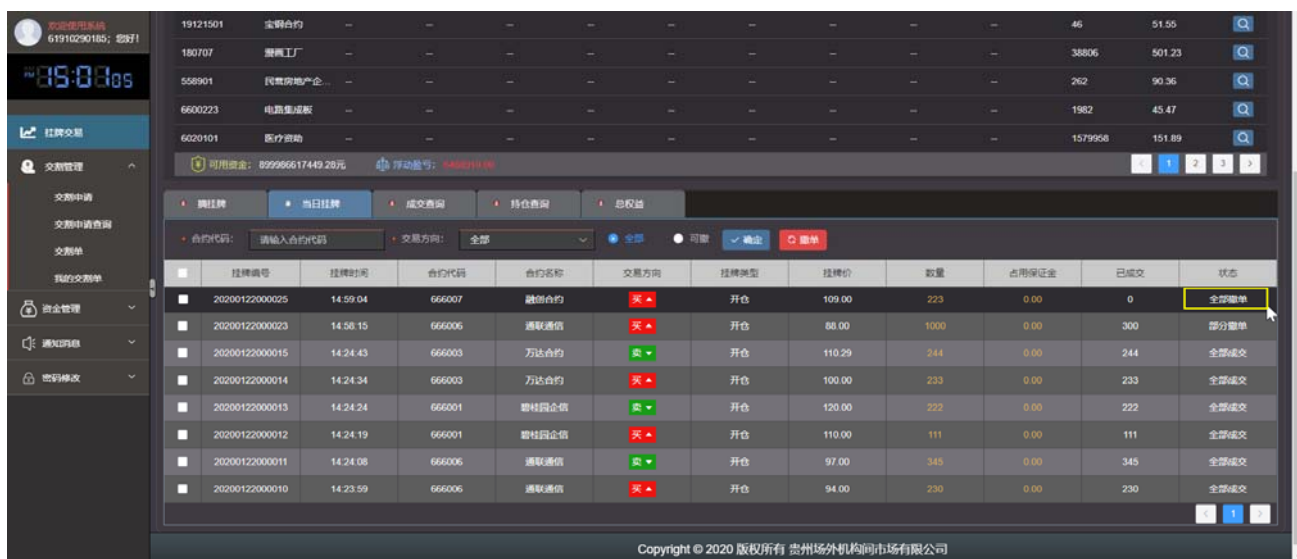 欢迎使用系统
61910290185; 您好!
PM 15:01 05
挂牌交易
交割管理
交割申请
交割申请查询
交割单
我的交割单
资金管理
通知消息
密码修改
19121501 宝钢合约 -- -- -- -- -- -- -- -- 46 51.55
180707 漫画工厂 -- -- -- -- -- -- -- -- 38806 501.23
558901 民营房地产企... -- -- -- -- -- -- -- -- 262 90.36
6600223 电路集成板 -- -- -- -- -- -- -- -- 1982 45.47
6020101 医疗资助 -- -- -- -- -- -- -- -- 1579958 151.89
可用资金: 899986617449.28元 浮动盈亏:
1 2 3
摘挂牌 当日挂牌 成交查询 持仓查询 总权益
合约代码: 请输入合约代码 交易方向: 全部 全部 可撤 确定 撤单
挂牌编号 挂牌时间 合约代码 合约名称 交易方向 挂牌类型 挂牌价 数量 占用保证金 已成交 状态
20200122000025 14:59:04 666007 融创合约 买 开仓 109.00 223 0.00 0 全部撤单
20200122000023 14:58:15 666006 通联通信 买 开仓 88.00 1000 0.00 300 部分撤单
20200122000015 14:24:43 666003 万达合约 卖 开仓 110.29 244 0.00 244 全部成交
20200122000014 14:24:34 666003 万达合约 买 开仓 100.00 233 0.00 233 全部成交
20200122000013 14:24:24 666001 碧桂园企信 卖 开仓 120.00 222 0.00 222 全部成交
20200122000012 14:24:19 666001 碧桂园企信 买 开仓 110.00 111 0.00 111 全部成交
20200122000011 14:24:08 666006 通联通信 卖 开仓 97.00 345 0.00 345 全部成交
20200122000010 14:23:59 666006 通联通信 买 开仓 94.00 230 0.00 230 全部成交
1
Copyright © 2020 版权所有 贵州场外机构间市场有限公司